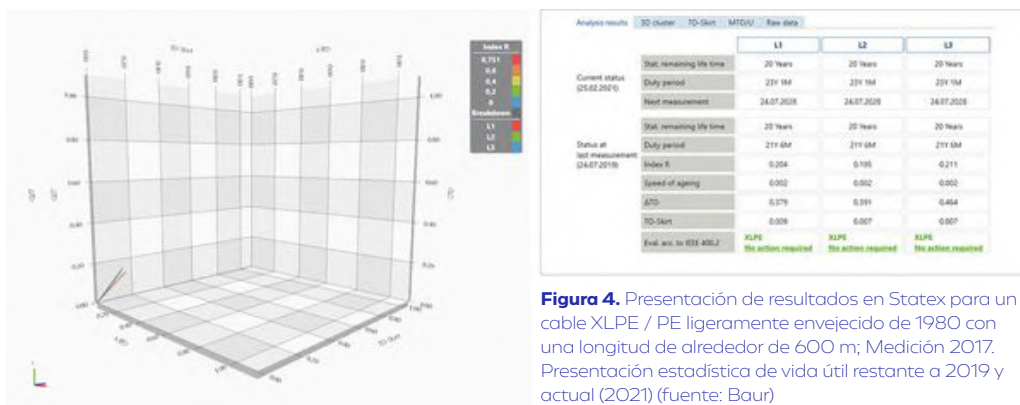 Index R
0,751
0,6
0,4
0,2
0
Breakdown
L1
L2
L3
Analysis results 3D cluster TD-Skirt MTD/U Raw data
L1 L2 L3
Current status
(25.02.2021)
Stat. remaining life time 20 Years 20 Years 20 Years
Duty period 23Y 1M 23Y 1M 23Y 1M
Next measurement 24.07.2028 24.07.2028 24.07.2028
Status at
last measurement
(24.07.2019)
Stat. remaining life time 20 Years 20 Years 20 Years
Duty period 21Y 6M 21Y 6M 21Y 6M
Index R 0.204 0.195 0.211
Speed of ageing 0.002 0.002 0.002
ΔTD 0.379 0.391 0.464
TD-Skirt 0.009 0.007 0.007
Eval. acc. to IEEE 400.2
XLPE XLPE XLPE
No action required No action required No action required
Figura 4. Presentación de resultados en Statex para un
cable XLPE / PE ligeramente envejecido de 1980 con
una longitud de alrededor de 600 m; Medición 2017.
Presentación estadística de vida útil restante a 2019 y
actual (2021) (fuente: Baur)